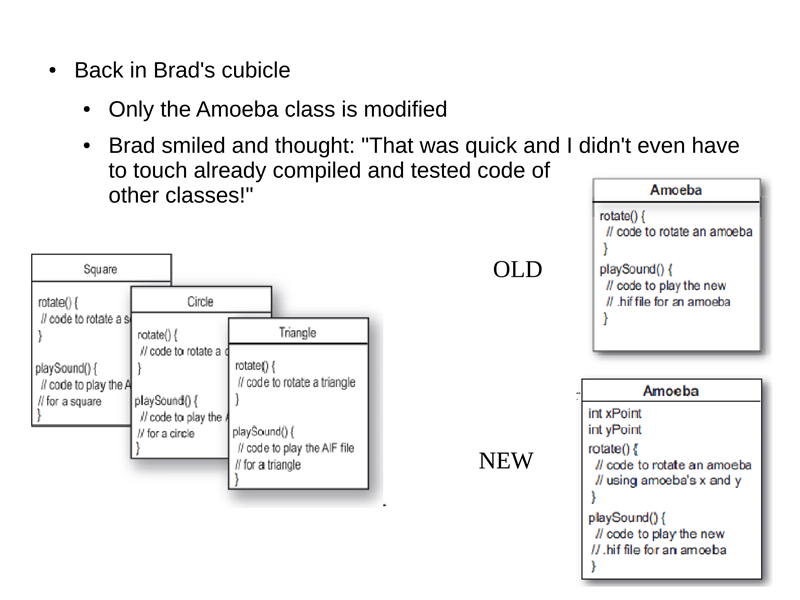 • Back in Brad's cubicle
• Only the Amoeba class is modified
• Brad smiled and thought: "That was quick and I didn't even have
to touch already compiled and tested code of
other classes!"
Square
rotate() {
// code to rotate a s
}
playSound() {
// code to play the A
// for a square
}
Circle
rotate() {
// code to rotate a c
}
playSound() {
// code to play the
// for a circle
}
Triangle
rotate() {
// code to rotate a triangle
}
playSound() {
// code to play the AIF file
// for a triangle
}
OLD
Amoeba
rotate() {
// code to rotate an amoeba
}
playSound() {
// code to play the new
// .hif file for an amoeba
}
NEW
Amoeba
int xPoint
int yPoint
rotate() {
// code to rotate an amoeba
// using amoeba's x and y
}
playSound() {
// code to play the new
// .hif file for an amoeba
}